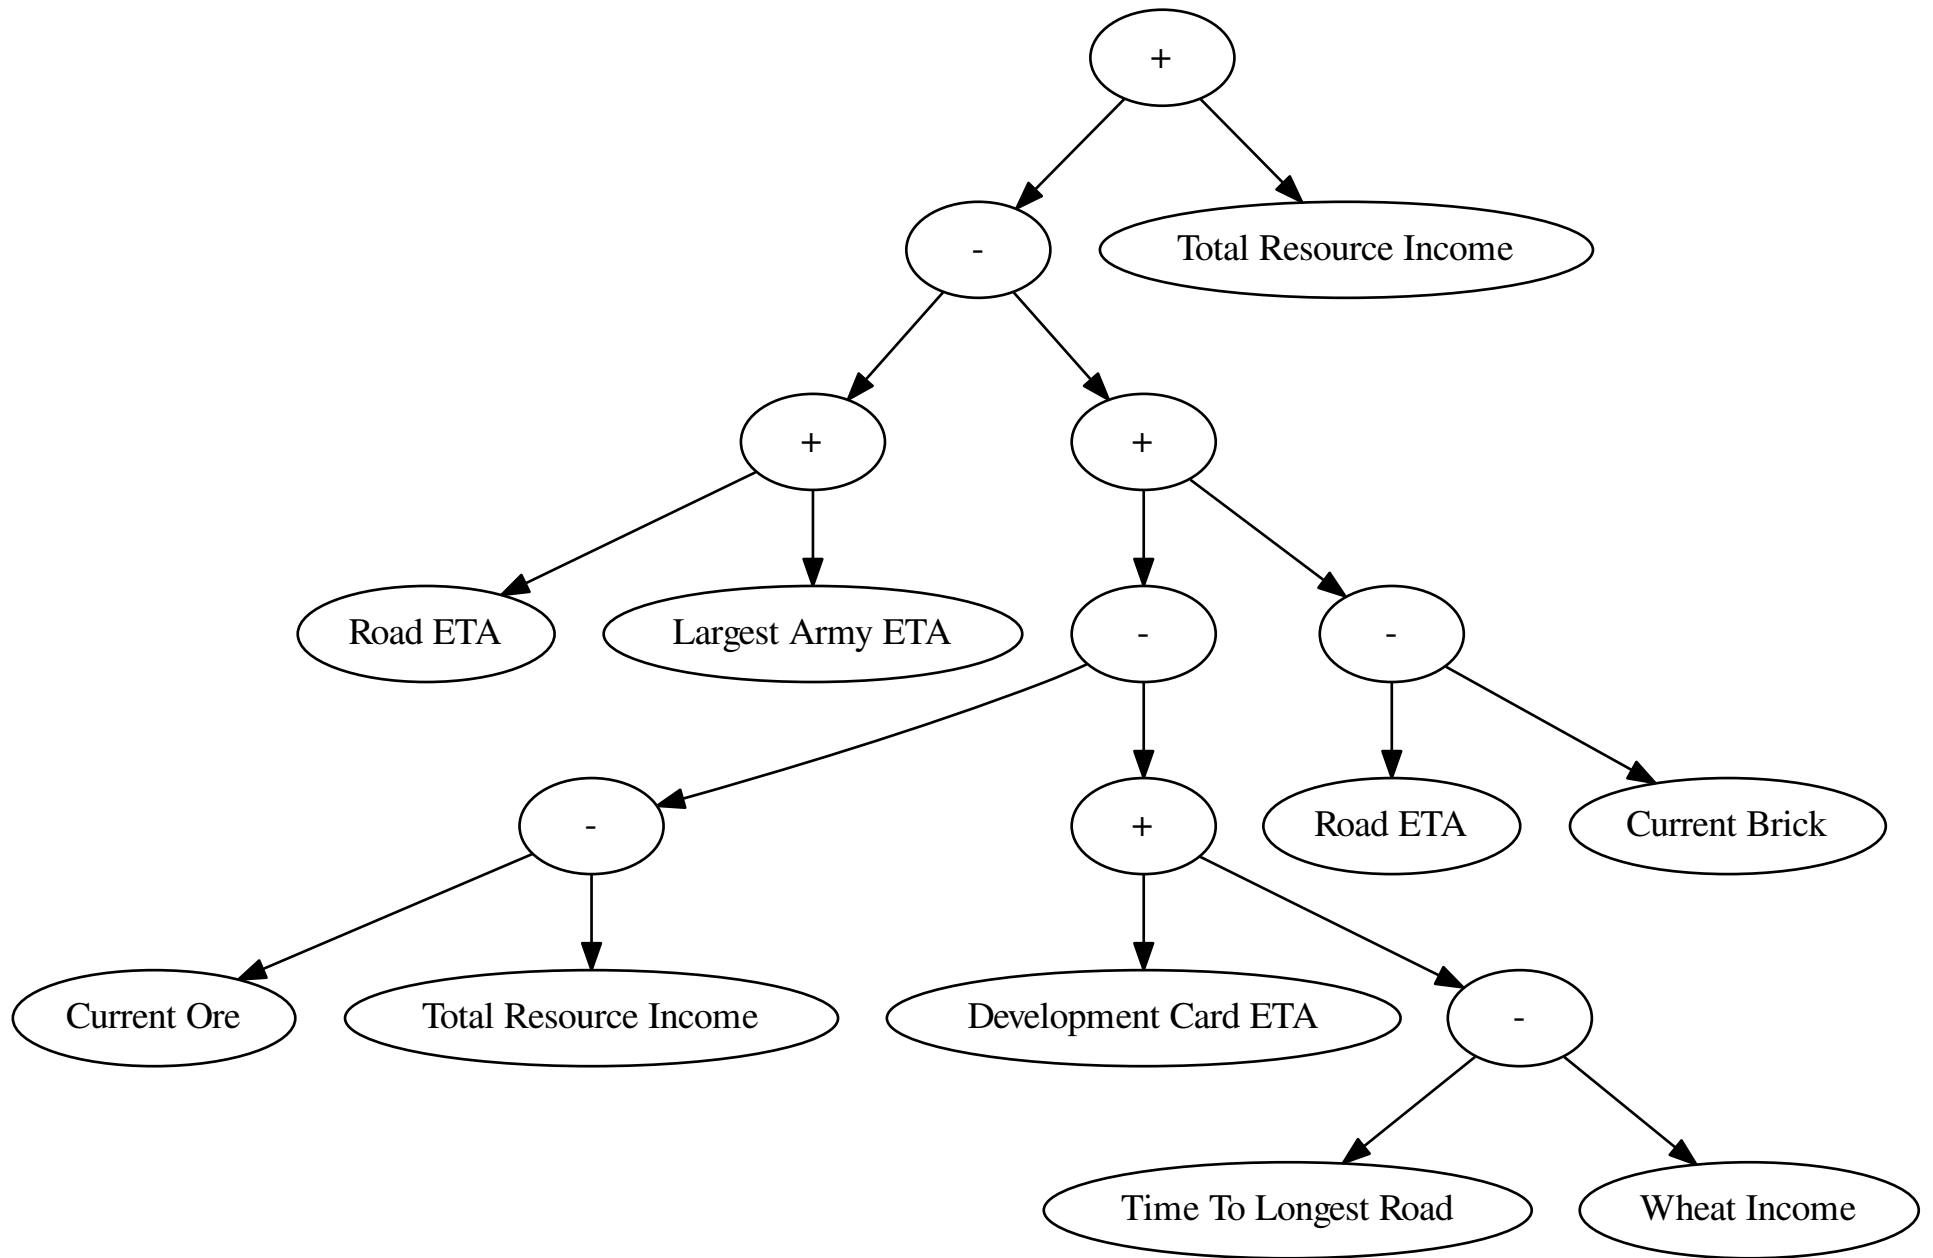 +
-
Total Resource Income
+
+
Road ETA
Largest Army ETA
-
-
-
+
Road ETA
Current Brick
Current Ore
Total Resource Income
Development Card ETA
-
Time To Longest Road
Wheat Income